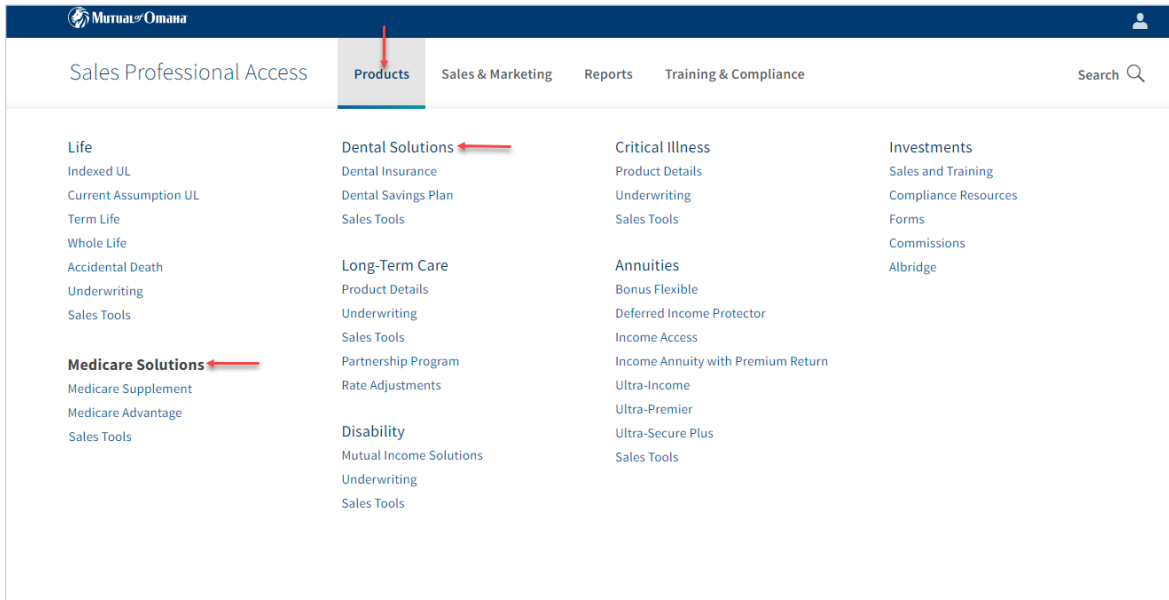 Mutual of Omaha
Sales Professional Access
Products
Sales & Marketing
Reports
Training & Compliance
Search
Life
Indexed UL
Current Assumption UL
Term Life
Whole Life
Accidental Death
Underwriting
Sales Tools
Medicare Solutions
Medicare Supplement
Medicare Advantage
Sales Tools
Dental Solutions
Dental Insurance
Dental Savings Plan
Sales Tools
Long-Term Care
Product Details
Underwriting
Sales Tools
Partnership Program
Rate Adjustments
Disability
Mutual Income Solutions
Underwriting
Sales Tools
Critical Illness
Product Details
Underwriting
Sales Tools
Annuities
Bonus Flexible
Deferred Income Protector
Income Access
Income Annuity with Premium Return
Ultra-Income
Ultra-Premier
Ultra-Secure Plus
Sales Tools
Investments
Sales and Training
Compliance Resources
Forms
Commissions
Albridge